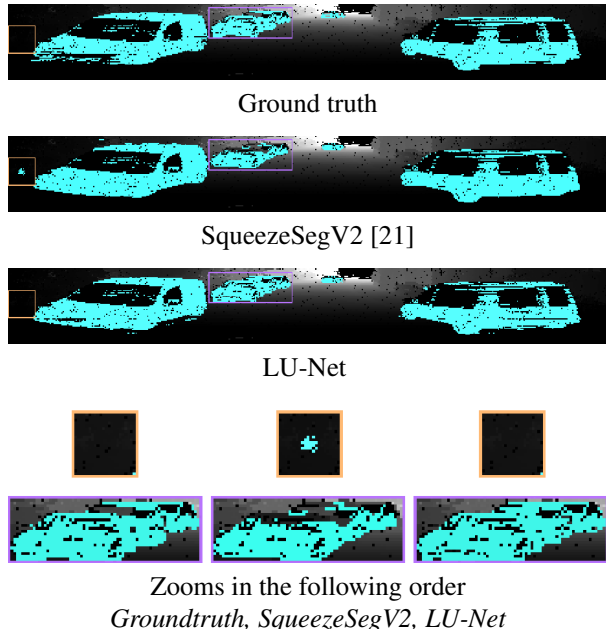 Ground truth
SqueezeSegV2 [21]
LU-Net
Zooms in the following order
Groundtruth, SqueezeSegV2, LU-Net